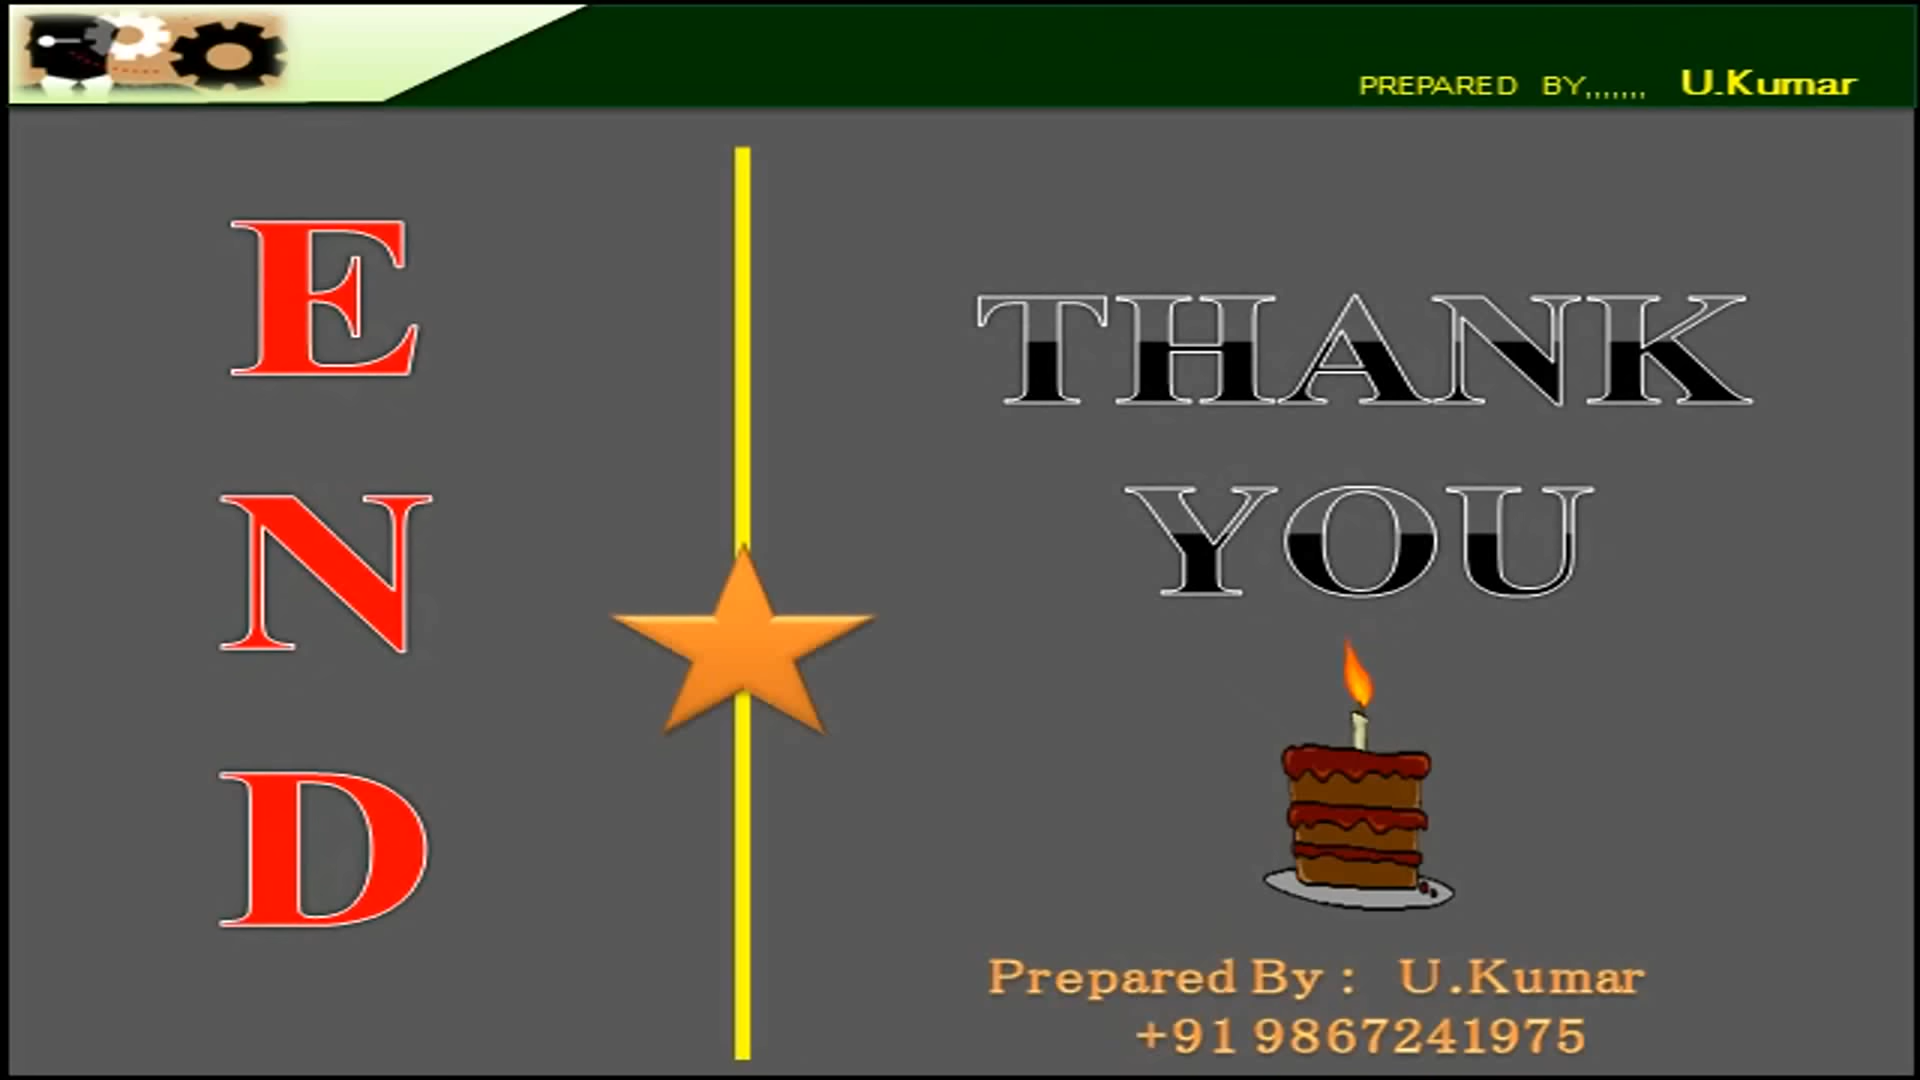 PREPARED BY,,,,,,, U.Kumar
E
N
D
THANK
YOU
Prepared By : U.Kumar
+91 9867241975